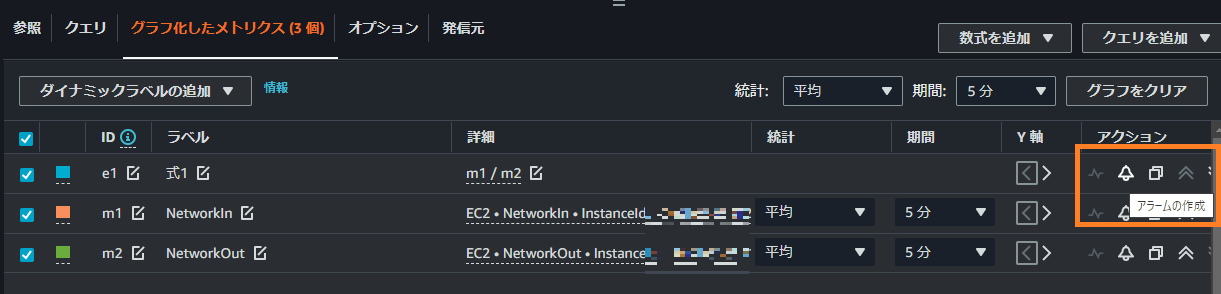 参照 クエリ グラフ化したメトリクス (3 個) オプション 発信元
数式を追加 クエリを追加
ダイナミックラベルの追加 情報 統計: 平均 期間: 5 分 グラフをクリア
ID ラベル 詳細 統計 期間 Y 軸 アクション
e1 式1 m1 / m2
アラームの作成
m1 NetworkIn EC2 • NetworkIn • InstanceId 平均 5 分
m2 NetworkOut EC2 • NetworkOut • Instance 平均 5 分